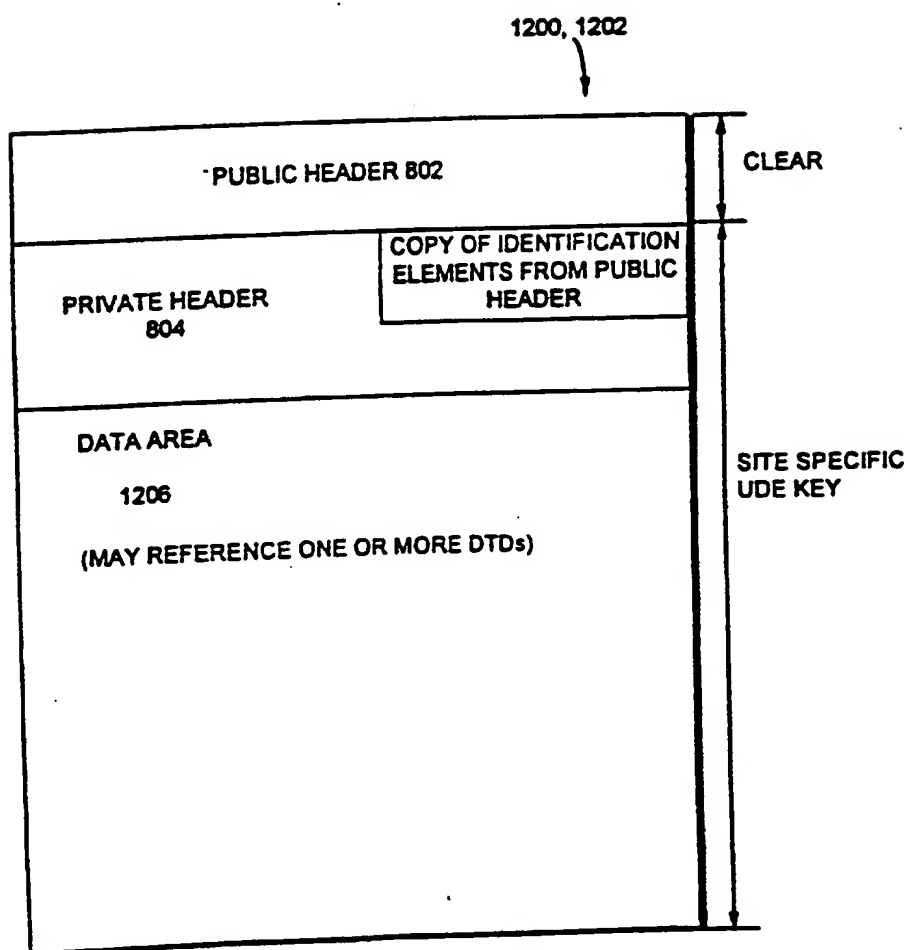 1200, 1202
PUBLIC HEADER 802
CLEAR
COPY OF IDENTIFICATION
ELEMENTS FROM PUBLIC
HEADER
PRIVATE HEADER
804
DATA AREA
1206
(MAY REFERENCE ONE OR MORE DTDs)
SITE SPECIFIC
UDE KEY